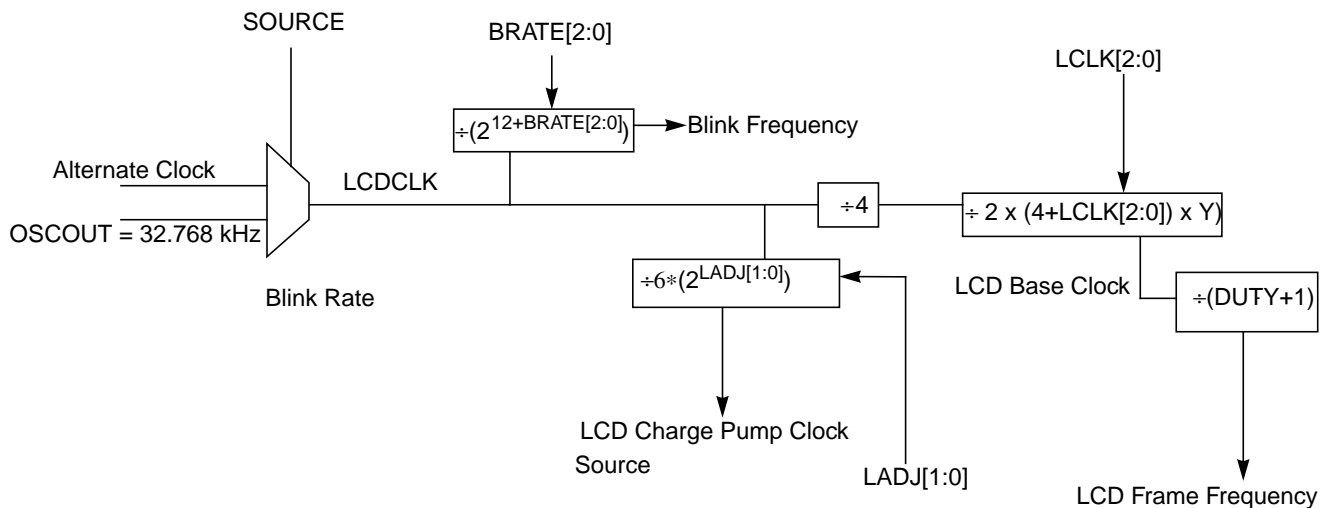 SOURCE
BRATE[2:0]
LCLK[2:0]
÷(2^12+BRATE[2:0])
Blink Frequency
Alternate Clock
LCDCLK
÷4
÷ 2 x (4+LCLK[2:0]) x Y)
OSCOUT = 32.768 kHz
÷6*(2^LADJ[1:0])
LCD Base Clock
Blink Rate
÷(DUTY+1)
LCD Charge Pump Clock
Source
LADJ[1:0]
LCD Frame Frequency